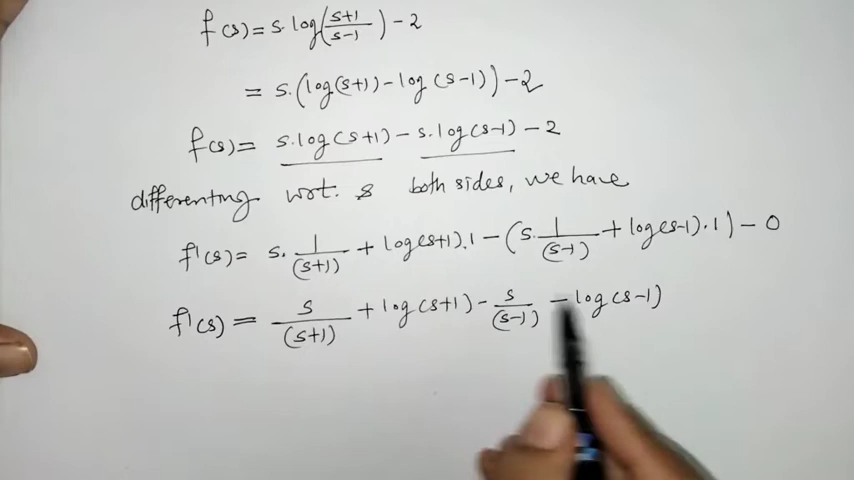 f(s) = s.log(s+1/s-1) - 2
= s.(log(s+1) - log(s-1)) - 2
f(s) = s.log(s+1) - s.log(s-1) - 2
differenting wrt. s both sides, we have
f'(s) = s. 1/(s+1) + log(s+1).1 - (s. 1/(s-1) + log(s-1).1) - 0
f'(s) = s/(s+1) + log(s+1) - s/(s-1) - log(s-1)